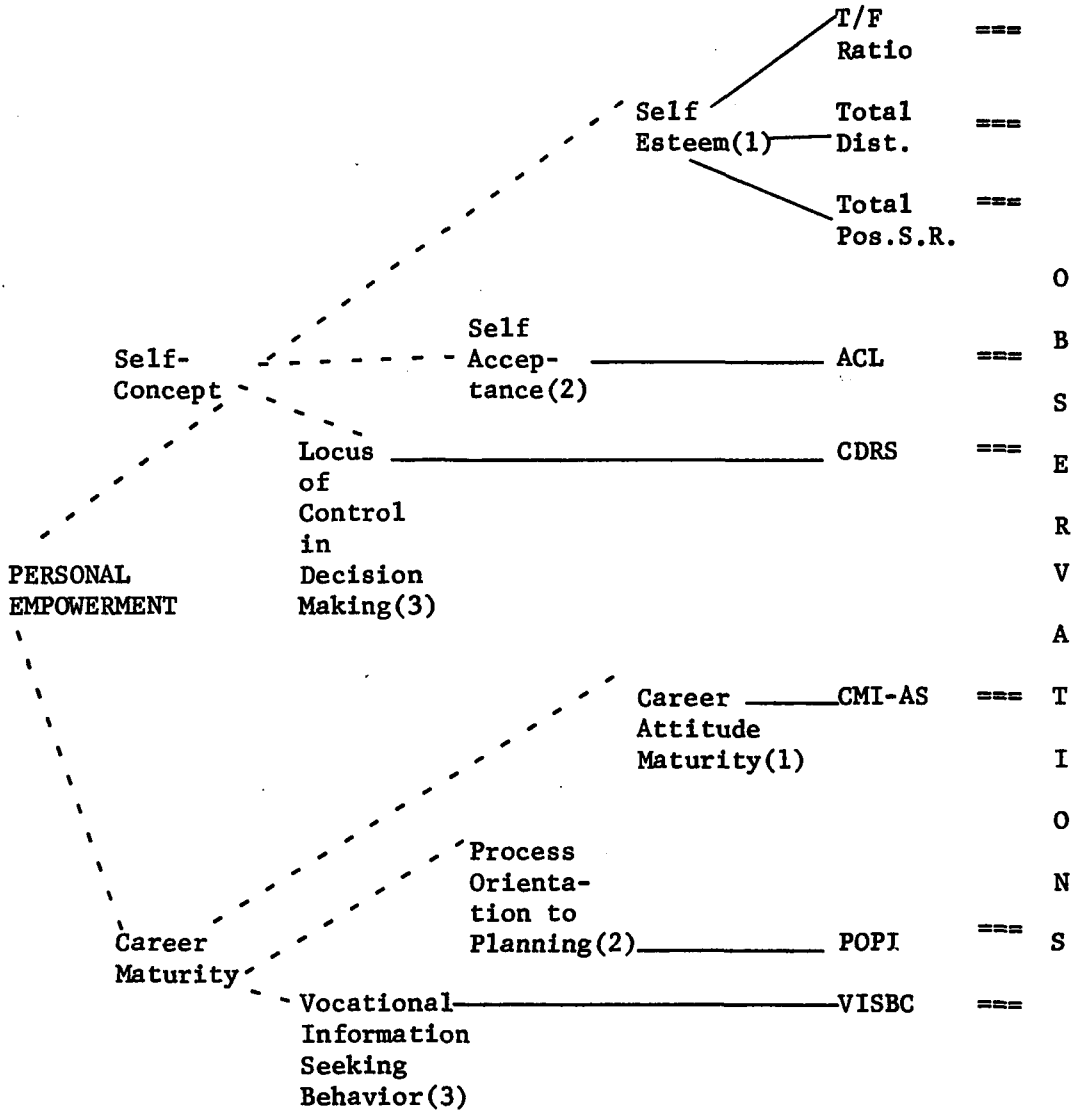 T/F
Ratio ===
Self
Esteem(1)
Total
Dist. ===
Total
Pos.S.R. ===
Self-
Concept
Self
Accep-
tance(2)
ACL ===
Locus
of
Control
in
Decision
Making(3)
CDRS ===
PERSONAL
EMPOWERMENT
Career
Attitude
Maturity(1)
CMI-AS ===
Process
Orienta-
tion to
Planning(2)
POPI ===
Career
Maturity
Vocational
Information
Seeking
Behavior(3)
VISBC ===
O
B
S
E
R
V
A
T
I
O
N
S